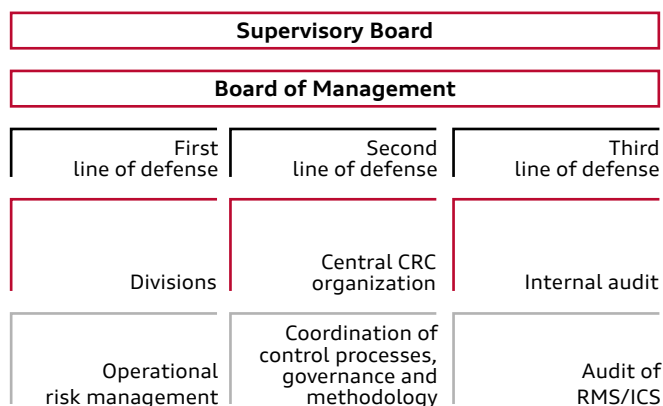 Supervisory Board
Board of Management
First
line of defense
Second
line of defense
Third
line of defense
Divisions
Central CRC
organization
Internal audit
Operational
risk management
Coordination of
control processes,
governance and
methodology
Audit of
RMS/ICS